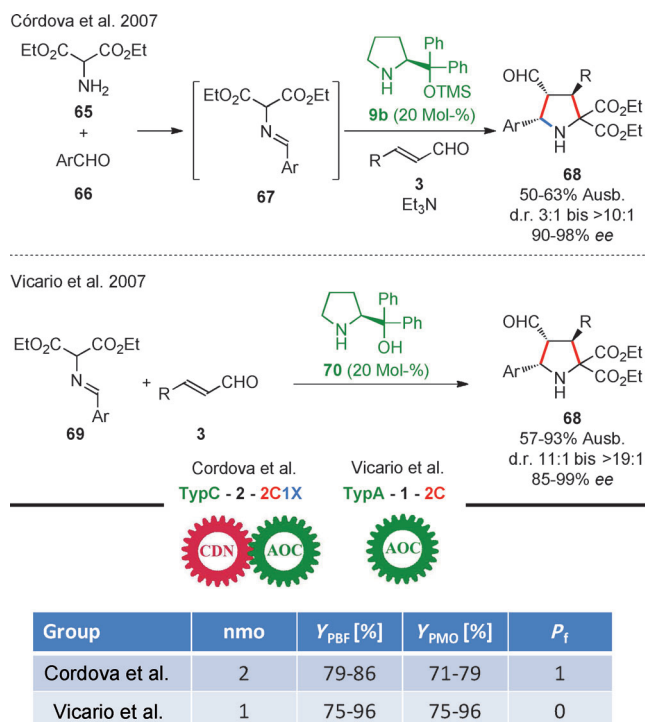 Córdova et al. 2007
EtO₂C CO₂Et
NH₂
65
+
ArCHO
66
EtO₂C CO₂Et
N
Ar
67
N
H
Ph
Ph
OTMS
9b (20 Mol-%)
R CHO
3
Et₃N
OHC R
CO₂Et
Ar N CO₂Et
H
68
50-63% Ausb.
d.r. 3:1 bis >10:1
90-98% ee
Vicario et al. 2007
EtO₂C CO₂Et
N
Ar
69
+
R CHO
3
N
H
Ph
Ph
OH
70 (20 Mol-%)
OHC R
CO₂Et
Ar N CO₂Et
H
68
57-93% Ausb.
d.r. 11:1 bis >19:1
85-99% ee
Cordova et al.
TypC - 2 - 2C1X
CDN AOC
Vicario et al.
TypA - 1 - 2C
AOC
Group nmo Y_PBF [%] Y_PMO [%] P_f
Cordova et al. 2 79-86 71-79 1
Vicario et al. 1 75-96 75-96 0